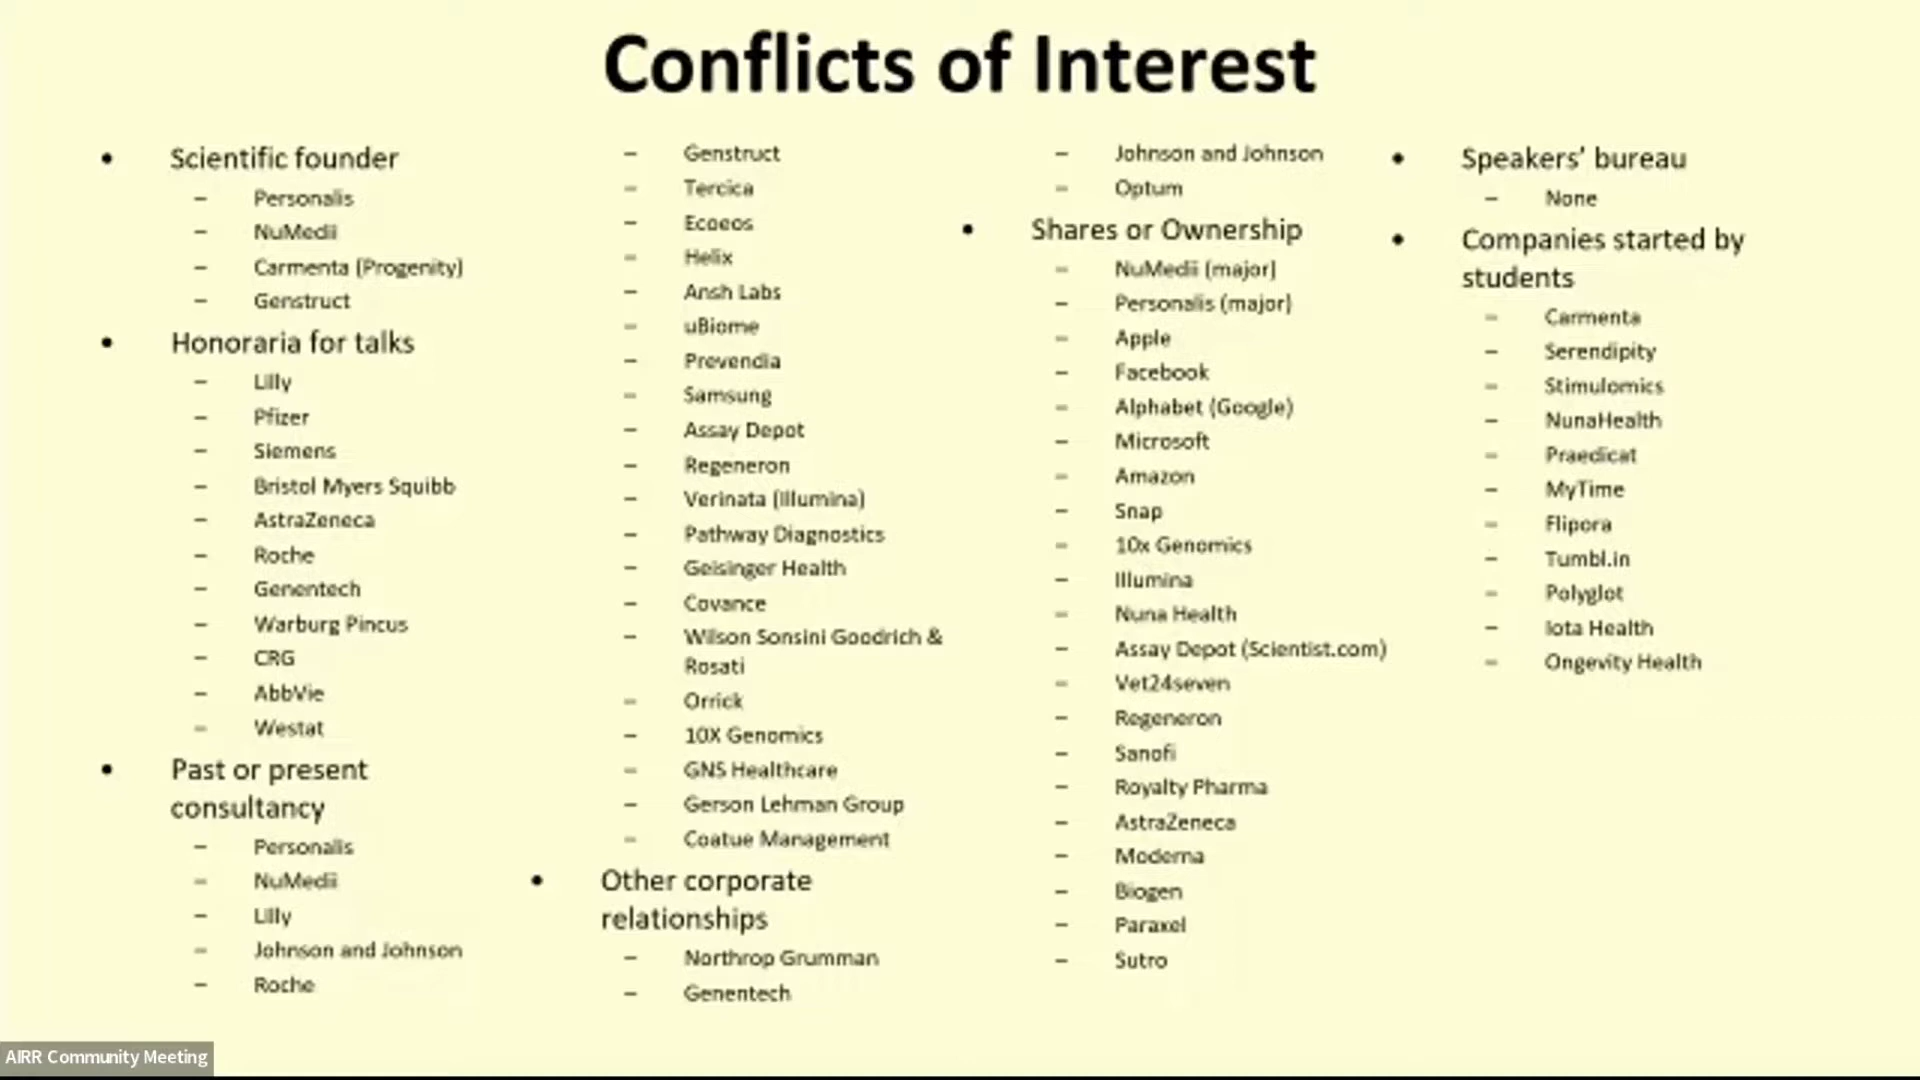 Conflicts of Interest
• Scientific founder
– Personalis
– NuMedii
– Carmenta (Progenity)
– Genstruct
• Honoraria for talks
– Lilly
– Pfizer
– Siemens
– Bristol Myers Squibb
– AstraZeneca
– Roche
– Genentech
– Warburg Pincus
– CRG
– AbbVie
– Westat
• Past or present
consultancy
– Personalis
– NuMedii
– Lilly
– Johnson and Johnson
– Roche
– Genstruct
– Tercica
– Ecoeos
– Helix
– Ansh Labs
– uBiome
– Prevendia
– Samsung
– Assay Depot
– Regeneron
– Verinata (Illumina)
– Pathway Diagnostics
– Geisinger Health
– Covance
– Wilson Sonsini Goodrich &
Rosati
– Orrick
– 10X Genomics
– GNS Healthcare
– Gerson Lehman Group
– Coatue Management
• Other corporate
relationships
– Northrop Grumman
– Genentech
– Johnson and Johnson
– Optum
• Shares or Ownership
– NuMedii (major)
– Personalis (major)
– Apple
– Facebook
– Alphabet (Google)
– Microsoft
– Amazon
– Snap
– 10x Genomics
– Illumina
– Nuna Health
– Assay Depot (Scientist.com)
– Vet24seven
– Regeneron
– Sanofi
– Royalty Pharma
– AstraZeneca
– Moderna
– Biogen
– Paraxel
– Sutro
• Speakers’ bureau
– None
• Companies started by
students
– Carmenta
– Serendipity
– Stimulomics
– NunaHealth
– Praedicat
– MyTime
– Flipora
– Tumbl.in
– Polyglot
– Iota Health
– Ongevity Health
AIRR Community Meeting